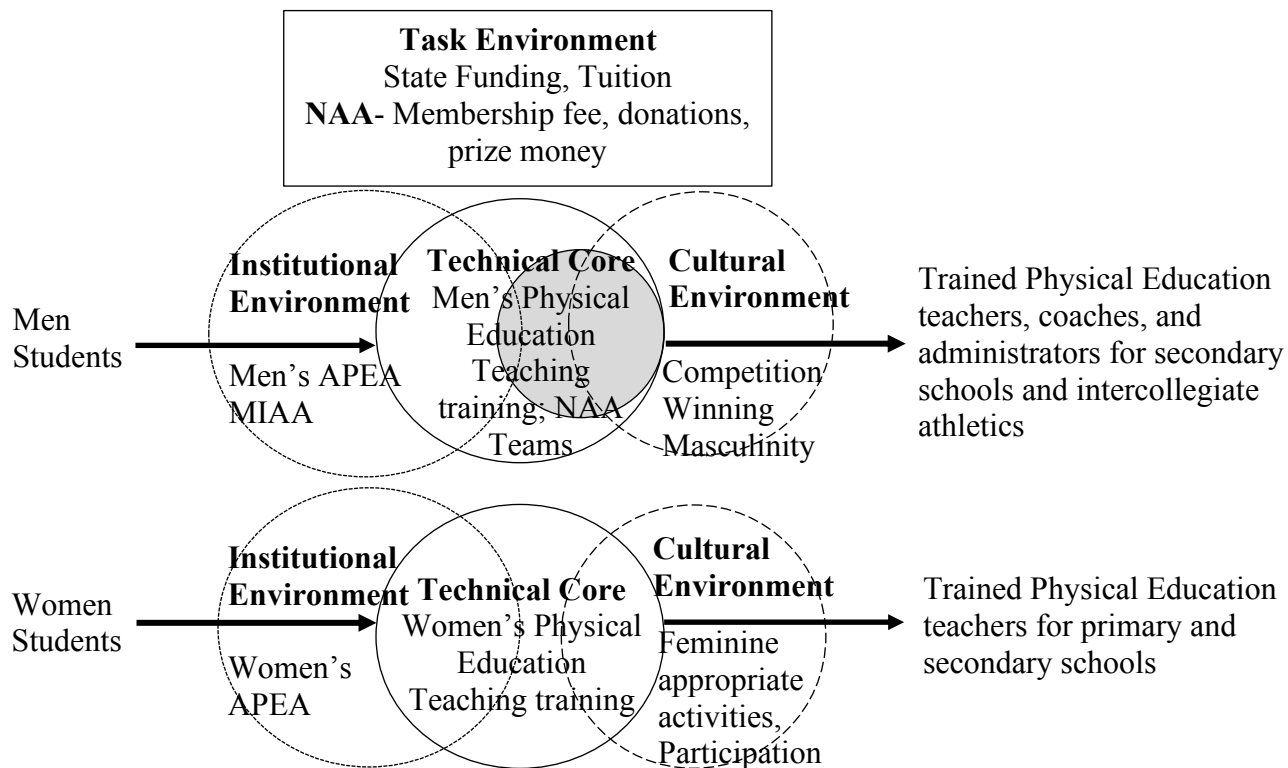 Task Environment
State Funding, Tuition
NAA- Membership fee, donations,
prize money
Men
Students
Institutional
Environment
Men’s APEA
MIAA
Technical Core
Men’s Physical
Education
Teaching
training; NAA
Teams
Cultural
Environment
Competition
Winning
Masculinity
Trained Physical Education
teachers, coaches, and
administrators for secondary
schools and intercollegiate
athletics
Women
Students
Institutional
Environment
Women’s
APEA
Technical Core
Women’s Physical
Education
Teaching training
Cultural
Environment
Feminine
appropriate
activities,
Participation
Trained Physical Education
teachers for primary and
secondary schools